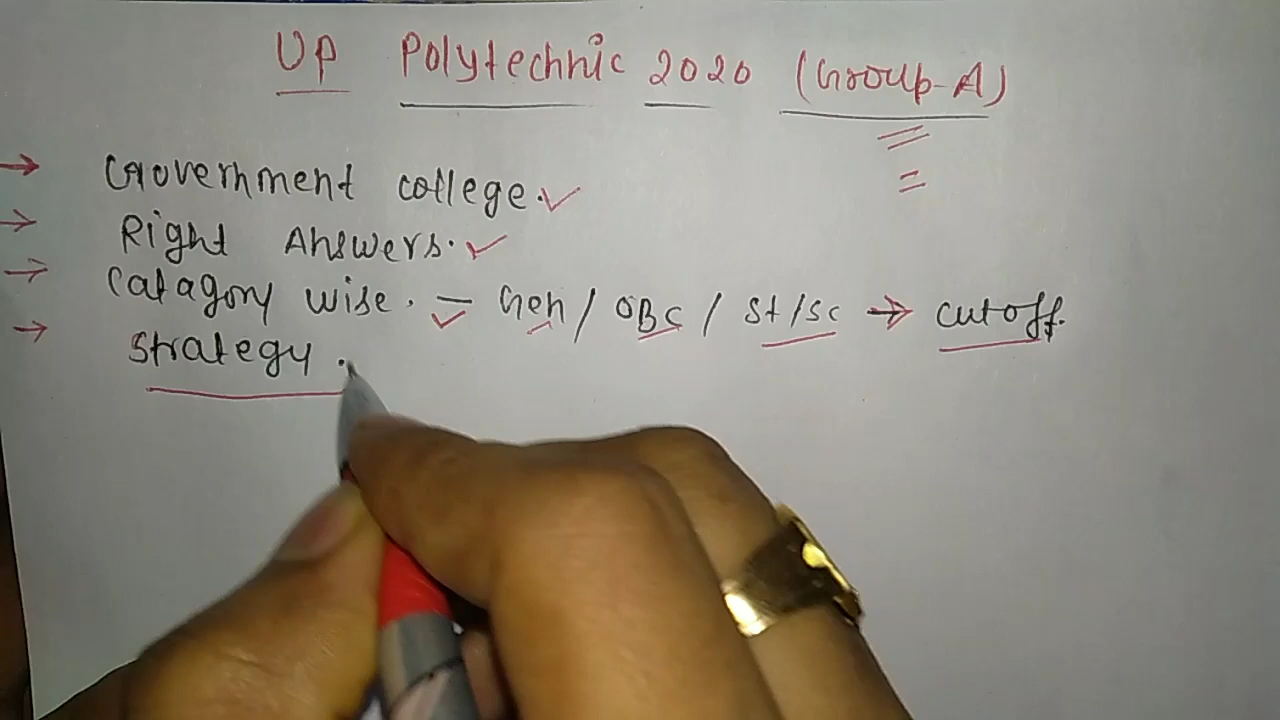 UP Polytechnic 2020 (Group-A)
→ Government college.
→ Right Answers.
→ Catagory wise. – Gen / OBC / St/Sc → cutoff.
→ Strategy.